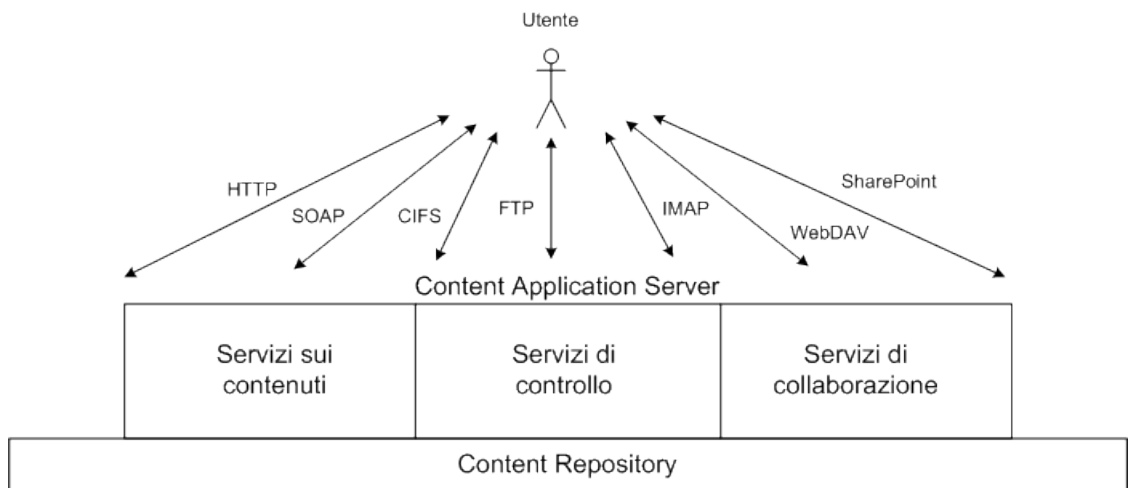 Utente
HTTP
SOAP
CIFS
FTP
IMAP
WebDAV
SharePoint
Content Application Server
Servizi sui
contenuti
Servizi di
controllo
Servizi di
collaborazione
Content Repository